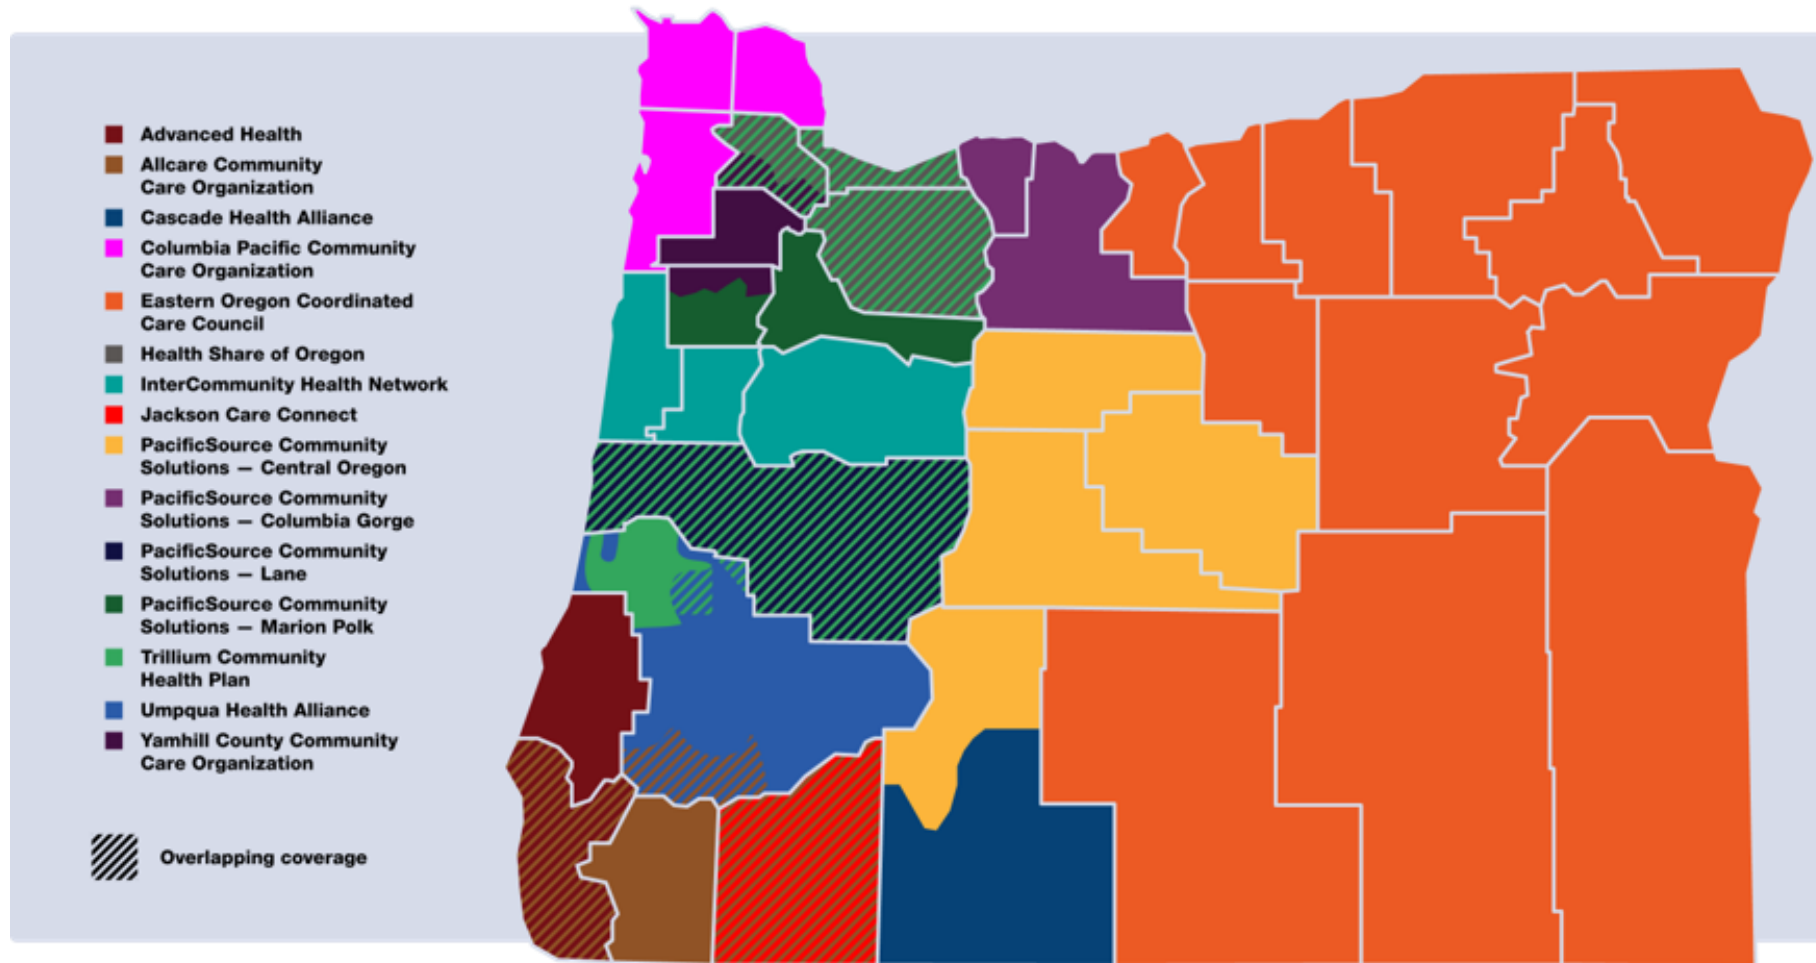 Advanced Health
Allcare Community
Care Organization
Cascade Health Alliance
Columbia Pacific Community
Care Organization
Eastern Oregon Coordinated
Care Council
Health Share of Oregon
InterCommunity Health Network
Jackson Care Connect
PacificSource Community
Solutions — Central Oregon
PacificSource Community
Solutions — Columbia Gorge
PacificSource Community
Solutions — Lane
PacificSource Community
Solutions — Marion Polk
Trillium Community
Health Plan
Umpqua Health Alliance
Yamhill County Community
Care Organization
Overlapping coverage